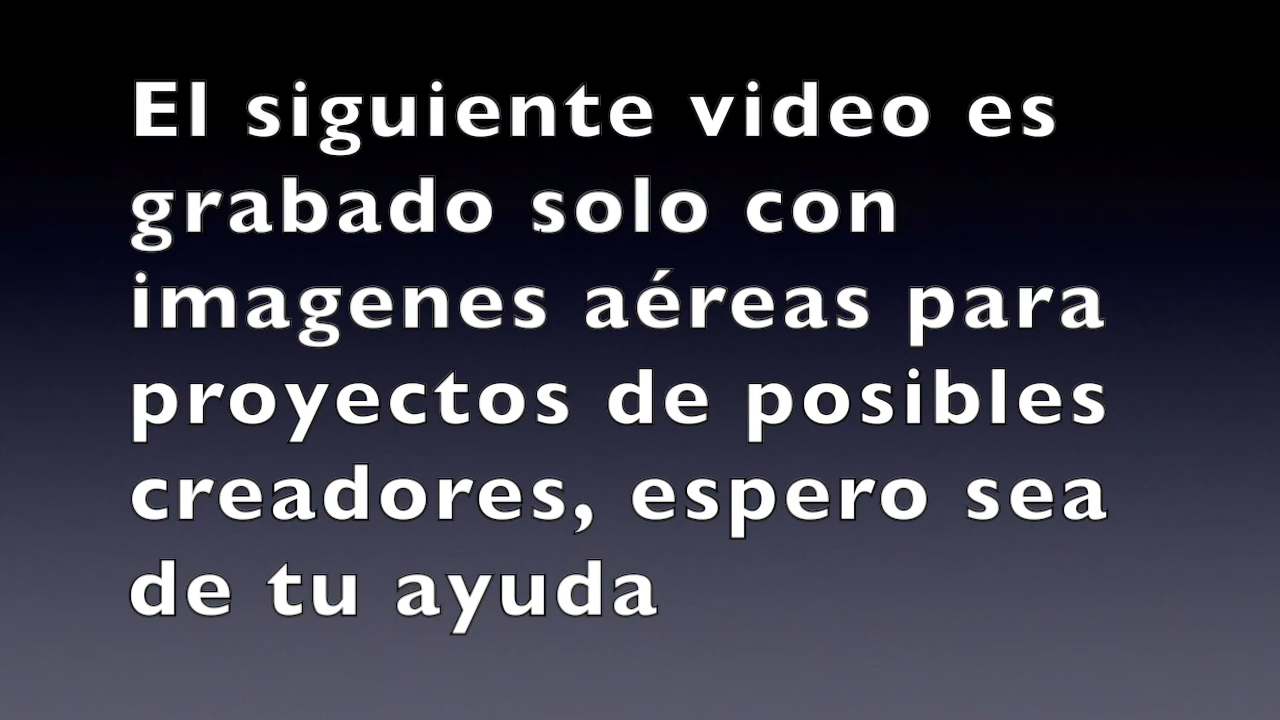 El siguiente video es
grabado solo con
imagenes aéreas para
proyectos de posibles
creadores, espero sea
de tu ayuda